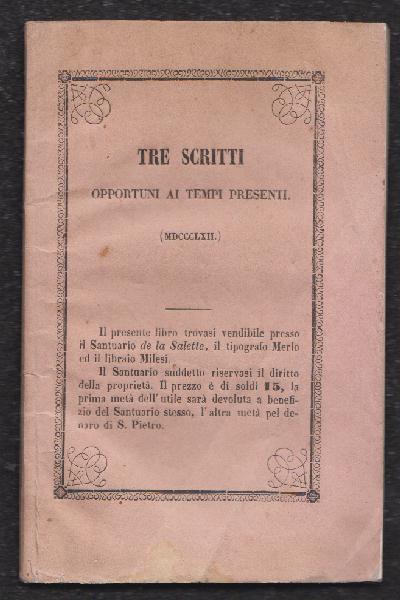 TRE SCRITTI
OPPORTUNI AI TEMPI PRESENTI.
(MDCCCLXII.)
Il presente libro trovasi vendibile presso
il Santuario de la Salette, il tipografo Merlo
ed il libraio Milesi.
Il Santuario suddetto riservasi il diritto
della proprietà. Il prezzo è di soldi 15, la
prima metà dell'utile sarà devoluta a benefi-
zio del Santuario stesso, l'altra metà pel de-
naro di S. Pietro.